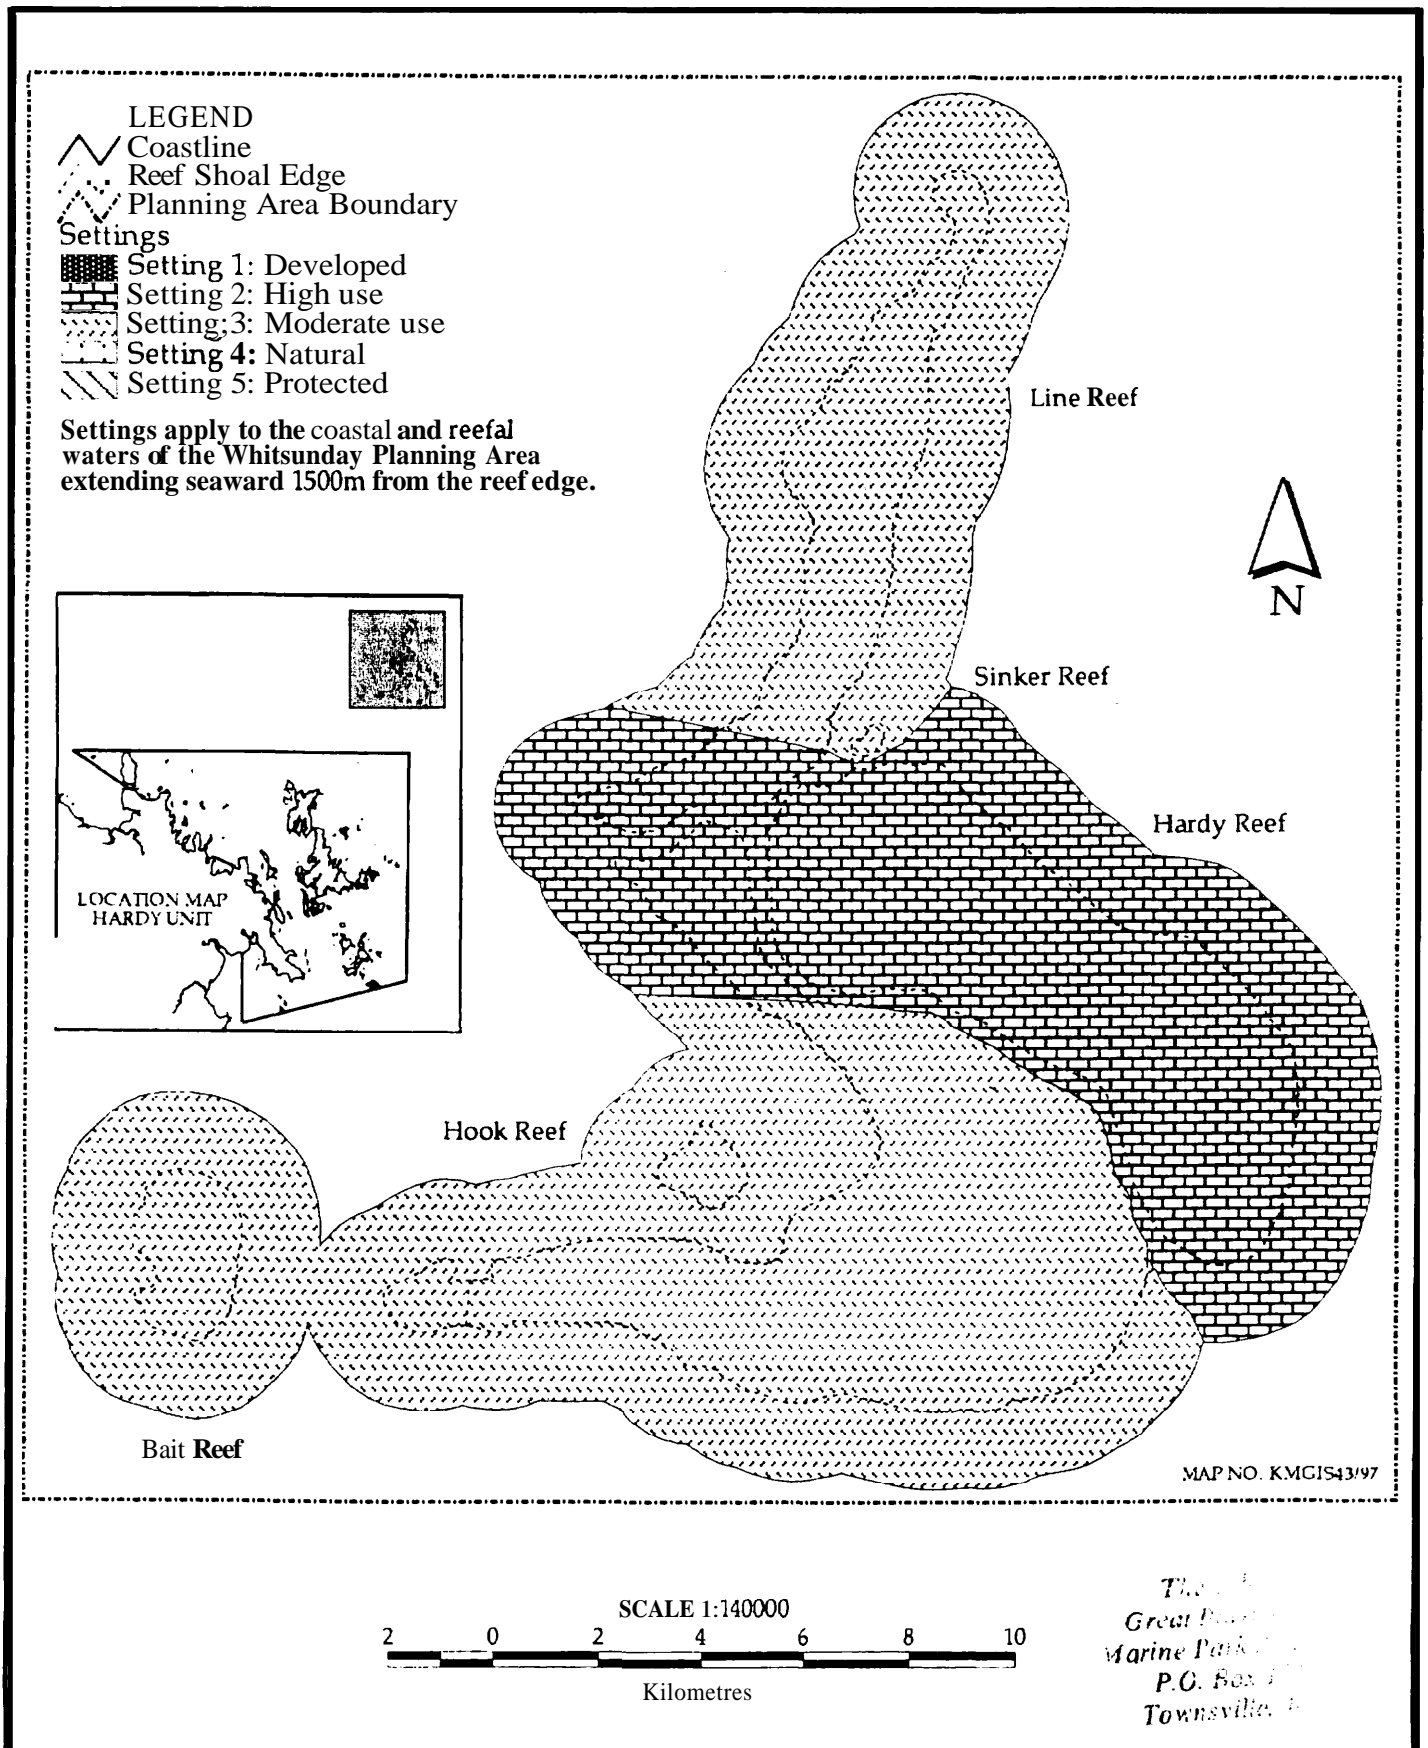 LEGEND
Coastline
Reef Shoal Edge
Planning Area Boundary
Settings
Setting 1: Developed
Setting 2: High use
Setting;3: Moderate use
Setting 4: Natural
Setting 5: Protected
Settings apply to the coastal and reefal
waters of the Whitsunday Planning Area
extending seaward 1500m from the reef edge.
Line Reef
N
Sinker Reef
Hardy Reef
LOCATION MAP
HARDY UNIT
Hook Reef
Bait Reef
MAP NO. KMGIS43/97
SCALE 1:140000
2 0 2 4 6 8 10
Kilometres
Great
Marine Park
P.O. Box
Townsville,